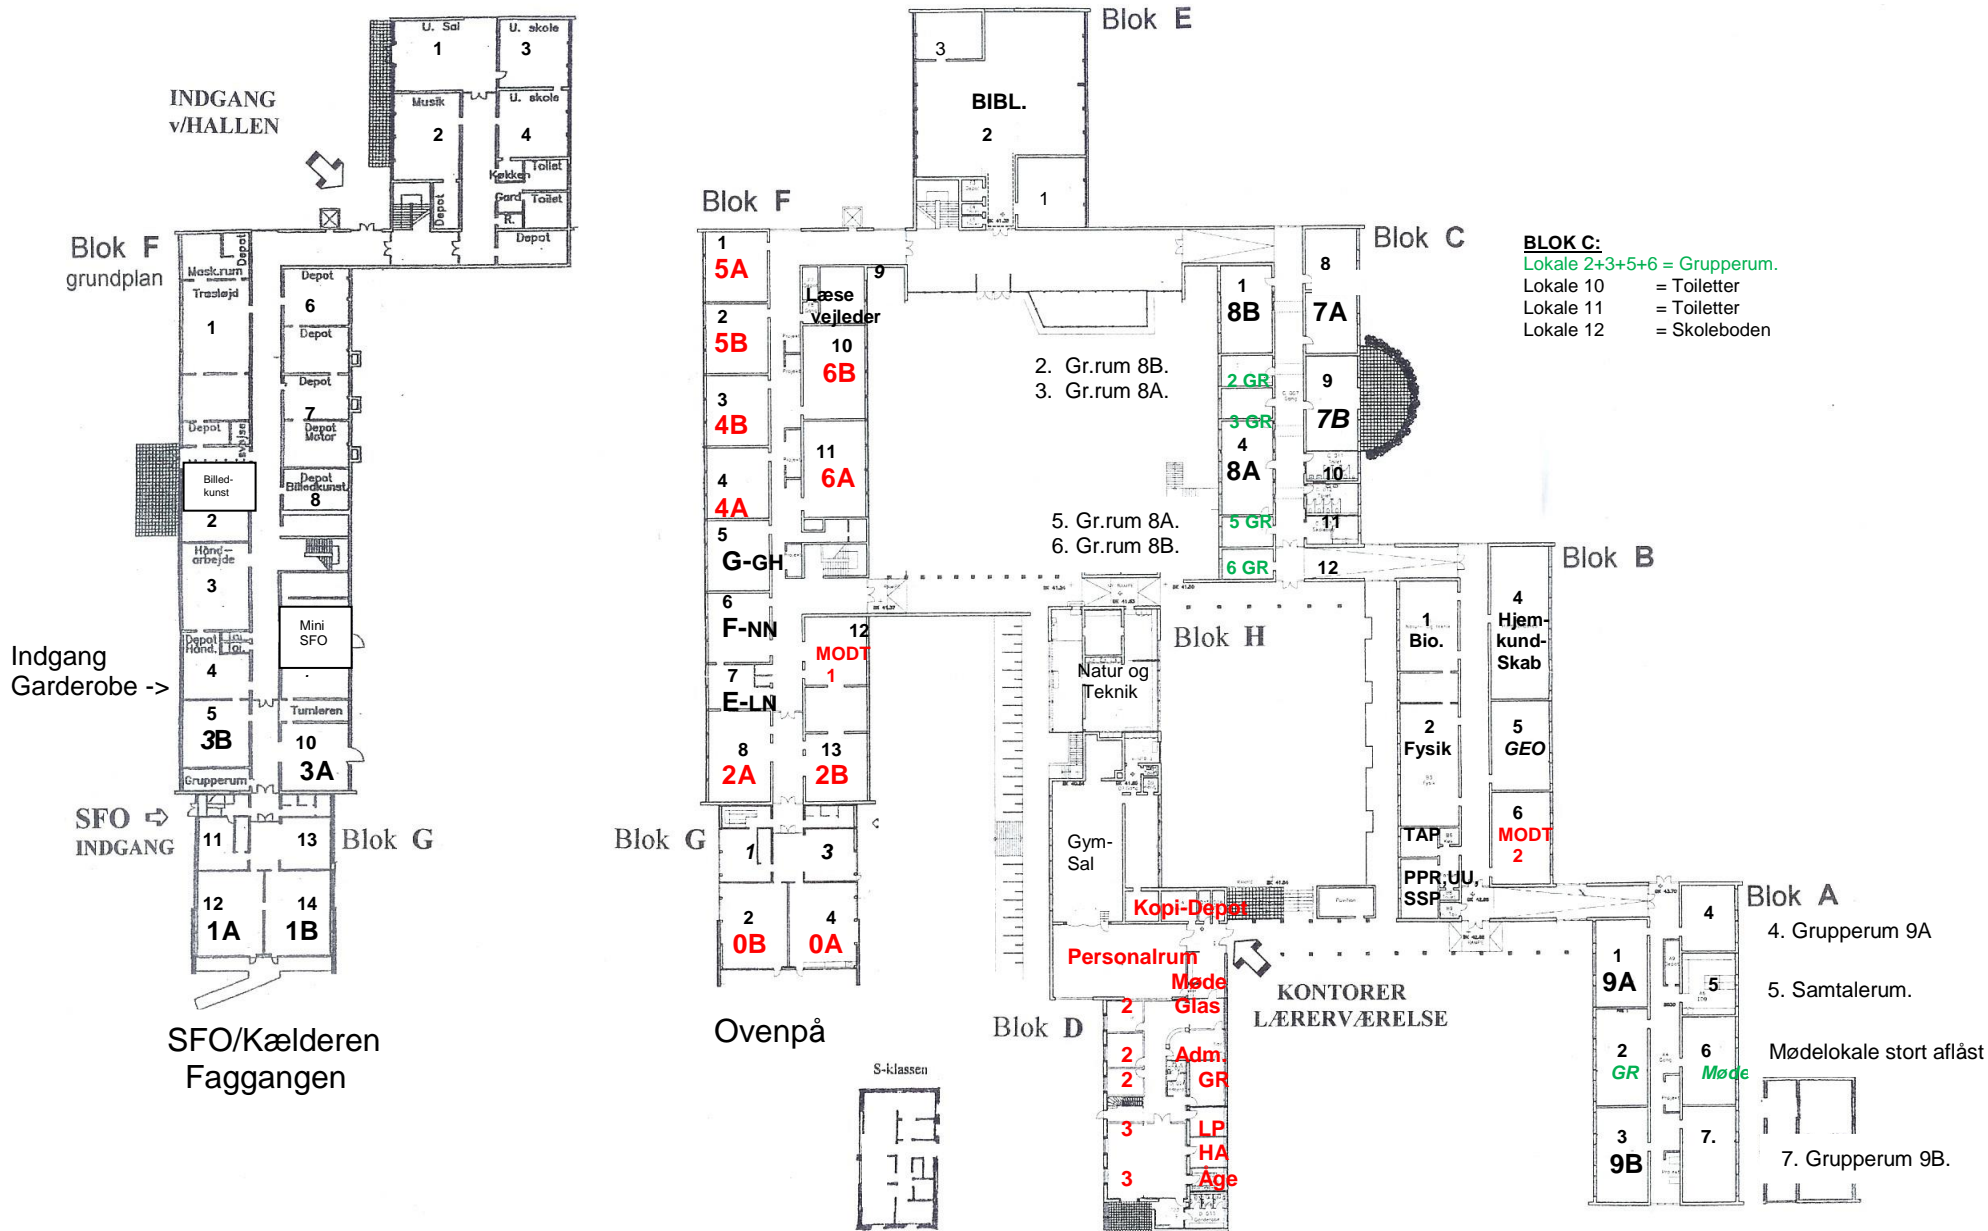 U. Sal
1
U. skole
3
Musik
2
U. skole
4
Køkken
Toilet
Gard
Toilet
Depot
R.
Depot
INDGANG
v/HALLEN
Blok F
grundplan
Depot
Mask.rum
Træsløjd
1
Depot
6
Depot
Depot
7
Depot
Motor
Depot
Billed-
kunst
2
Depot
Billedkunst.
8
Hånd-
arbejde
3
Mini
SFO
Depot
Hånd.
4
Indgang
Garderobe ->
5
3B
Tumleren
10
3A
Grupperum
SFO ⇨
INDGANG
11
13
Blok G
12
1A
14
1B
SFO/Kælderen
Faggangen
Blok E
3
BIBL.
2
1
Blok F
1
5A
2
5B
3
4B
4
4A
5
G-GH
6
F-NN
7
E-LN
8
2A
9
Læse
vejleder
10
6B
11
6A
12
MODT
1
13
2B
Blok G
1
3
2
0B
4
0A
Ovenpå
Blok C
8
7A
1
8B
2 GR
3 GR
4
8A
5 GR
6 GR
9
7B
10
11
12
2. Gr.rum 8B.
3. Gr.rum 8A.
5. Gr.rum 8A.
6. Gr.rum 8B.
BLOK C:
Lokale 2+3+5+6 = Grupperum.
Lokale 10 = Toiletter
Lokale 11 = Toiletter
Lokale 12 = Skoleboden
Blok B
1
Bio.
4
Hjem-
kund-
Skab
2
Fysik
5
GEO
6
MODT
2
TAP
PPR,UU,
SSP
Blok H
Natur og
Teknik
Gym-
Sal
Kopi-Depot
Personalrum
Møde
Glas
KONTORER
LÆRERVÆRELSE
Blok D
2
2
Adm.
2
GR
3
LP
HA
3
Åge
S-klassen
Blok A
4
4. Grupperum 9A
1
9A
5
5. Samtalerum.
2
GR
6
Møde
Mødelokale stort aflåst
3
9B
7.
7. Grupperum 9B.